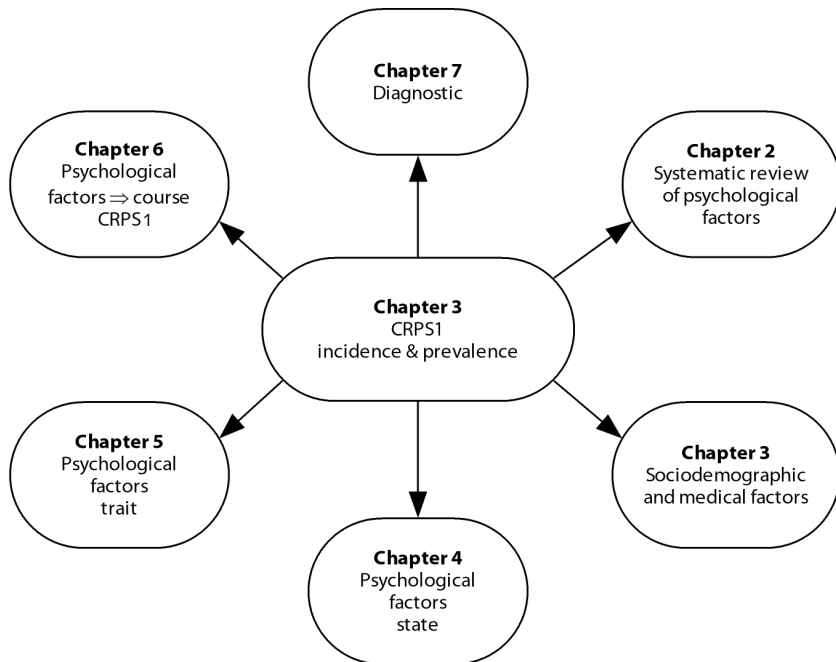 Chapter 7
Diagnostic
Chapter 6
Psychological
factors ⇒ course
CRPS1
Chapter 2
Systematic review
of psychological
factors
Chapter 3
CRPS1
incidence & prevalence
Chapter 5
Psychological
factors
trait
Chapter 3
Sociodemographic
and medical factors
Chapter 4
Psychological
factors
state